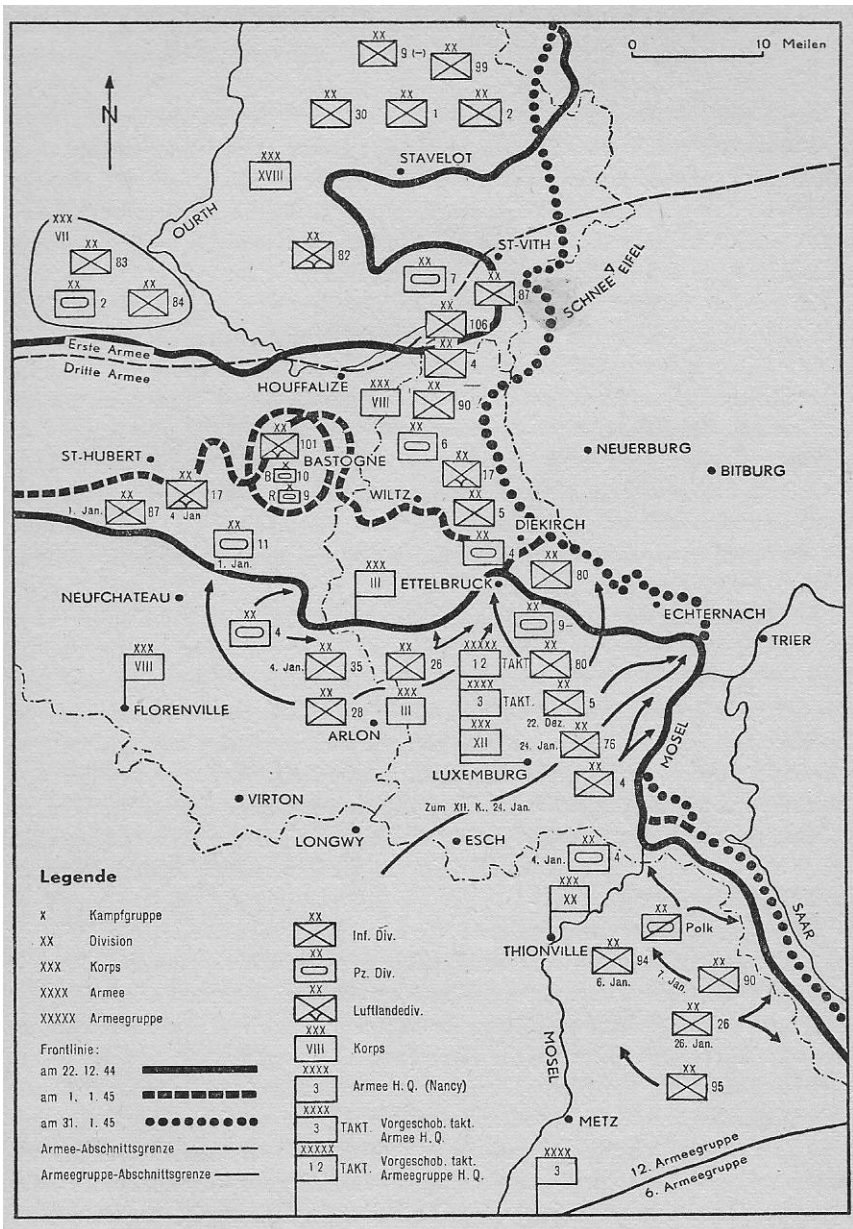 XX
9 (–)
XX
99
0 10 Meilen
XX
30
XX
1
XX
2
N
STAVELOT
XXX
XVIII
OURTH
XX
82
ST-VITH
XXX
VII
XX
83
XX
2
XX
84
XX
7
XX
87
SCHNEE EIFEL
XX
106
Erste Armee
Dritte Armee
XX
4
HOUFFALIZE
XXX
VIII
XX
90
XX
101
XX
6
NEUERBURG
ST-HUBERT
BASTOGNE
BITBURG
X
B 10
X
R 9
XX
17
4. Jan
XX
17
WILTZ
1. Jan.
XX
87
XX
5
DIEKIRCH
XX
11
1. Jan.
XX
4
XXX
III
ETTELBRUCK
XX
80
NEUFCHATEAU
ECHTERNACH
XX
4
XX
9–
TRIER
XXX
VIII
4. Jan.
XX
35
XX
26
XXXXX
12 TAKT.
XX
80
FLORENVILLE
XX
28
XXX
III
XXXX
3 TAKT.
XX
5
22. Dez.
ARLON
XXX
XII
24. Jan.
XX
76
MOSEL
LUXEMBURG
XX
4
VIRTON
Zum XII. K., 24. Jan.
LONGWY
ESCH
4. Jan.
XX
4
SAAR
XXX
XX
XX
Polk
THIONVILLE
XX
94
6. Jan.
7. Jan.
XX
90
XX
26
26. Jan.
MOSEL
XX
95
METZ
12. Armeegruppe
6. Armeegruppe
XXXX
3
Legende
X Kampfgruppe
XX Division
XXX Korps
XXXX Armee
XXXXX Armeegruppe
Frontlinie:
am 22. 12. 44
am 1. 1. 45
am 31. 1. 45
Armee-Abschnittsgrenze
Armeegruppe-Abschnittsgrenze
XX
Inf. Div.
XX
Pz. Div.
XX
Luftlandediv.
XXX
VIII Korps
XXXX
3 Armee H. Q. (Nancy)
XXXX
3 TAKT. Vorgeschob. takt.
Armee H. Q.
XXXXX
12 TAKT. Vorgeschob. takt.
Armeegruppe H. Q.